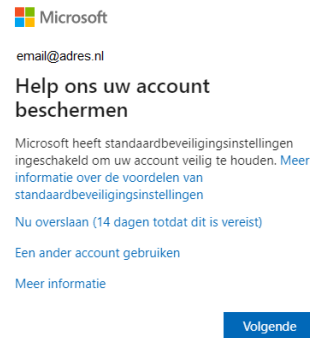 Microsoft
email@adres.nl
Help ons uw account
beschermen
Microsoft heeft standaardbeveiligingsinstellingen
ingeschakeld om uw account veilig te houden. Meer
informatie over de voordelen van
standaardbeveiligingsinstellingen
Nu overslaan (14 dagen totdat dit is vereist)
Een ander account gebruiken
Meer informatie
Volgende